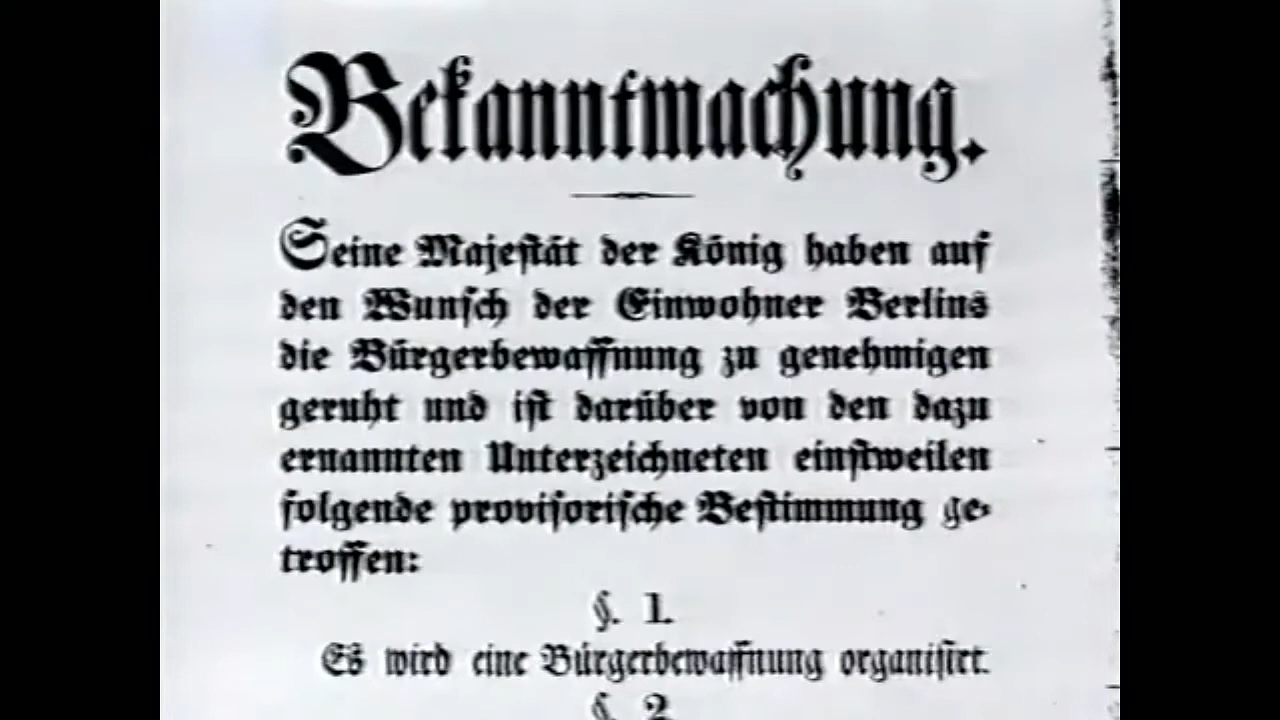 Bekanntmachung.
Seine Majestät der König haben auf
den Wunsch der Einwohner Berlins
die Bürgerbewaffnung zu genehmigen
geruht und ist darüber von den dazu
ernannten Unterzeichneten einstweilen
folgende provisorische Bestimmung ge-
troffen:
§. 1.
Es wird eine Bürgerbewaffnung organisirt.
§. 2